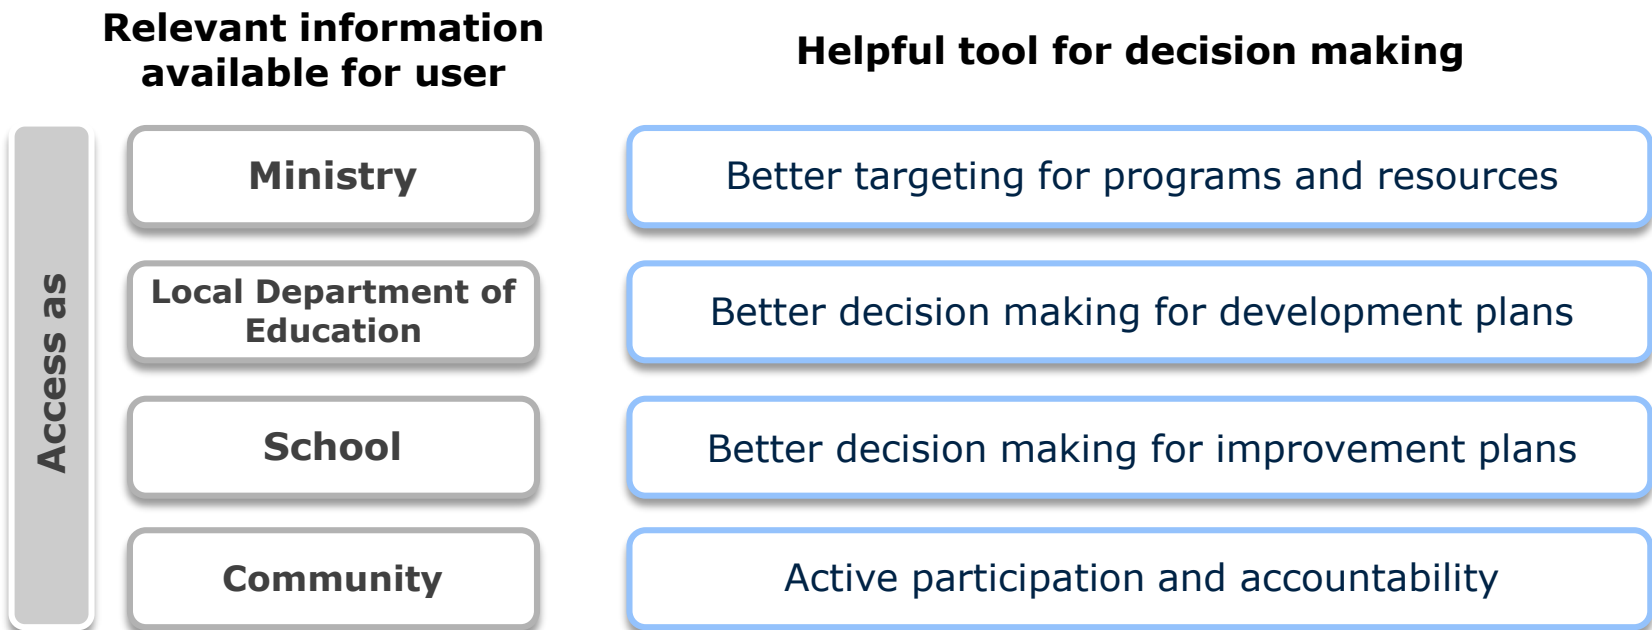 Relevant information
available for user
Helpful tool for decision making
Access as
Ministry
Better targeting for programs and resources
Local Department of
Education
Better decision making for development plans
School
Better decision making for improvement plans
Community
Active participation and accountability